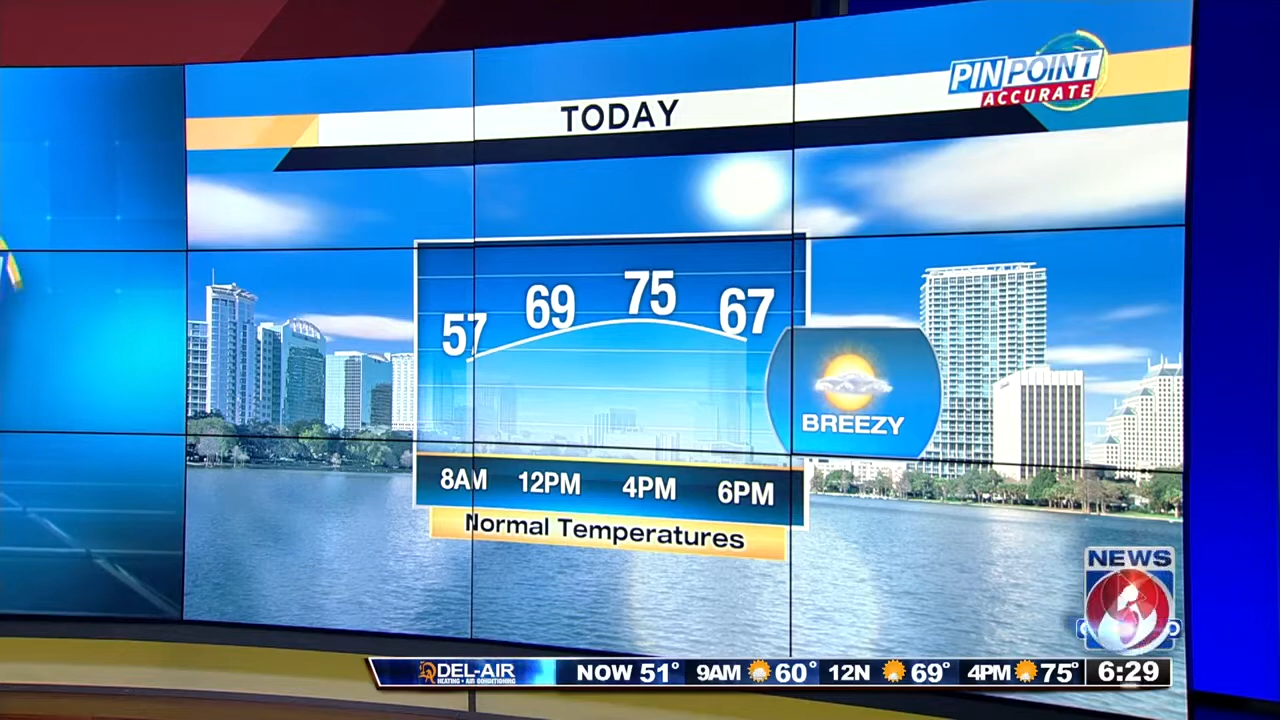 PINPOINT
ACCURATE
TODAY
57 69 75 67
BREEZY
8AM 12PM 4PM 6PM
Normal Temperatures
NEWS
DEL-AIR
HEATING • AIR CONDITIONING
NOW 51° 9AM 60° 12N 69° 4PM 75° 6:29